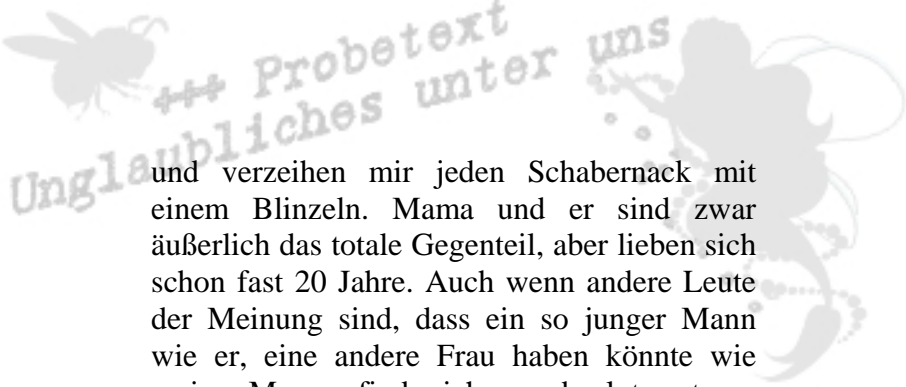 +++ Probetext
Unglaubliches unter uns
und verzeihen mir jeden Schabernack mit
einem Blinzeln. Mama und er sind zwar
äußerlich das totale Gegenteil, aber lieben sich
schon fast 20 Jahre. Auch wenn andere Leute
der Meinung sind, dass ein so junger Mann
wie er, eine andere Frau haben könnte wie